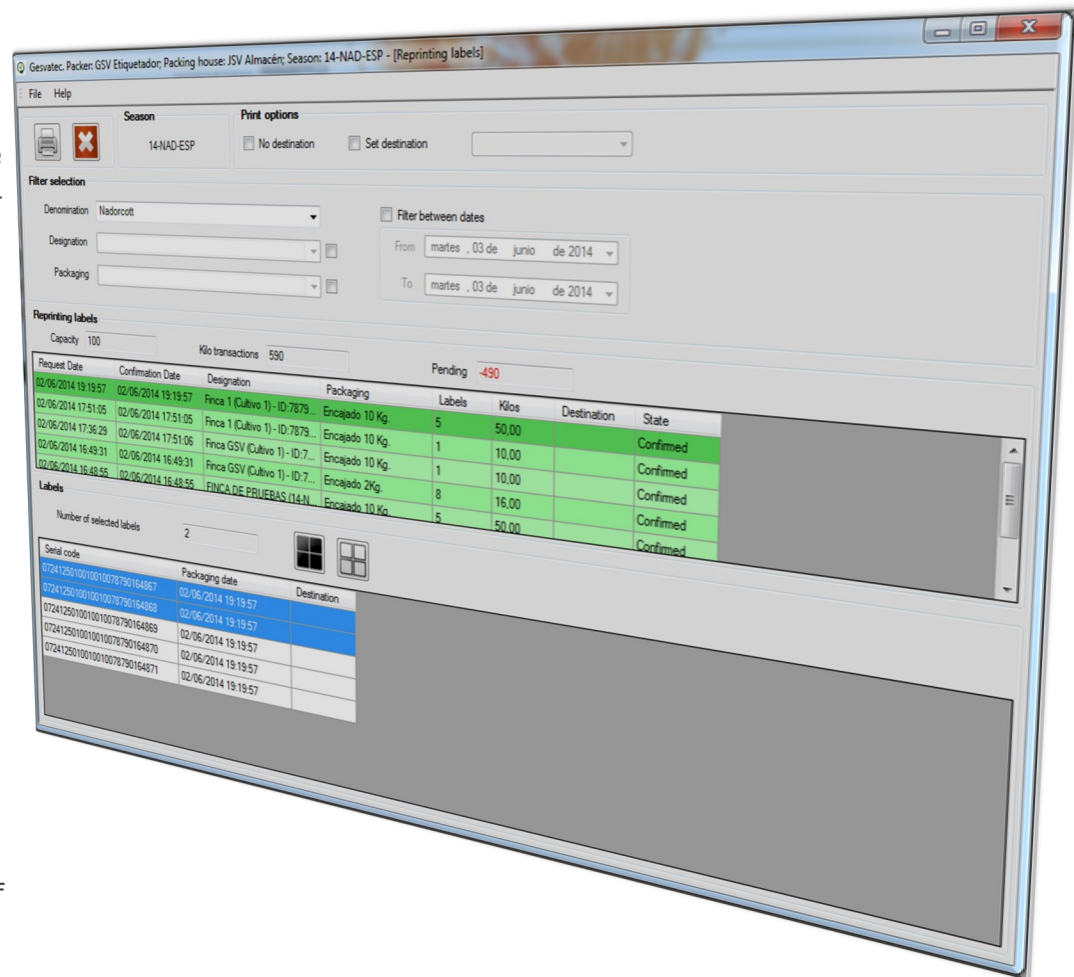 Gesvatec. Packer: GSV Etiquetador; Packing house: JSV Almacén; Season: 14-NAD-ESP - [Reprinting labels]
File Help
Season Print options
14-NAD-ESP No destination Set destination
Filter selection
Denomination Nadorcott Filter between dates
Designation From martes , 03 de junio de 2014
Packaging To martes , 03 de junio de 2014
Reprinting labels
Capacity 100 Kilo transactions 590 Pending -490
Request Date Confirmation Date Designation Packaging Labels Kilos Destination State
02/06/2014 19:19:57 02/06/2014 19:19:57 Finca 1 (Cultivo 1) - ID:7879... Encajado 10 Kg. 5 50,00 Confirmed
02/06/2014 17:51:05 02/06/2014 17:51:05 Finca 1 (Cultivo 1) - ID:7879... Encajado 10 Kg. 1 10,00 Confirmed
02/06/2014 17:36:29 02/06/2014 17:51:06 Finca GSV (Cultivo 1) - ID:7... Encajado 10 Kg. 1 10,00 Confirmed
02/06/2014 16:49:31 02/06/2014 16:49:31 Finca GSV (Cultivo 1) - ID:7... Encajado 2Kg. 8 16,00 Confirmed
02/06/2014 16:48:55 02/06/2014 16:48:55 FINCA DE PRUEBAS (14-N... Encajado 10 Kg. 5 50,00 Confirmed
Labels
Number of selected labels 2
Serial code Packaging date Destination
0724125010010010078790164867 02/06/2014 19:19:57
0724125010010010078790164868 02/06/2014 19:19:57
0724125010010010078790164869 02/06/2014 19:19:57
0724125010010010078790164870 02/06/2014 19:19:57
0724125010010010078790164871 02/06/2014 19:19:57